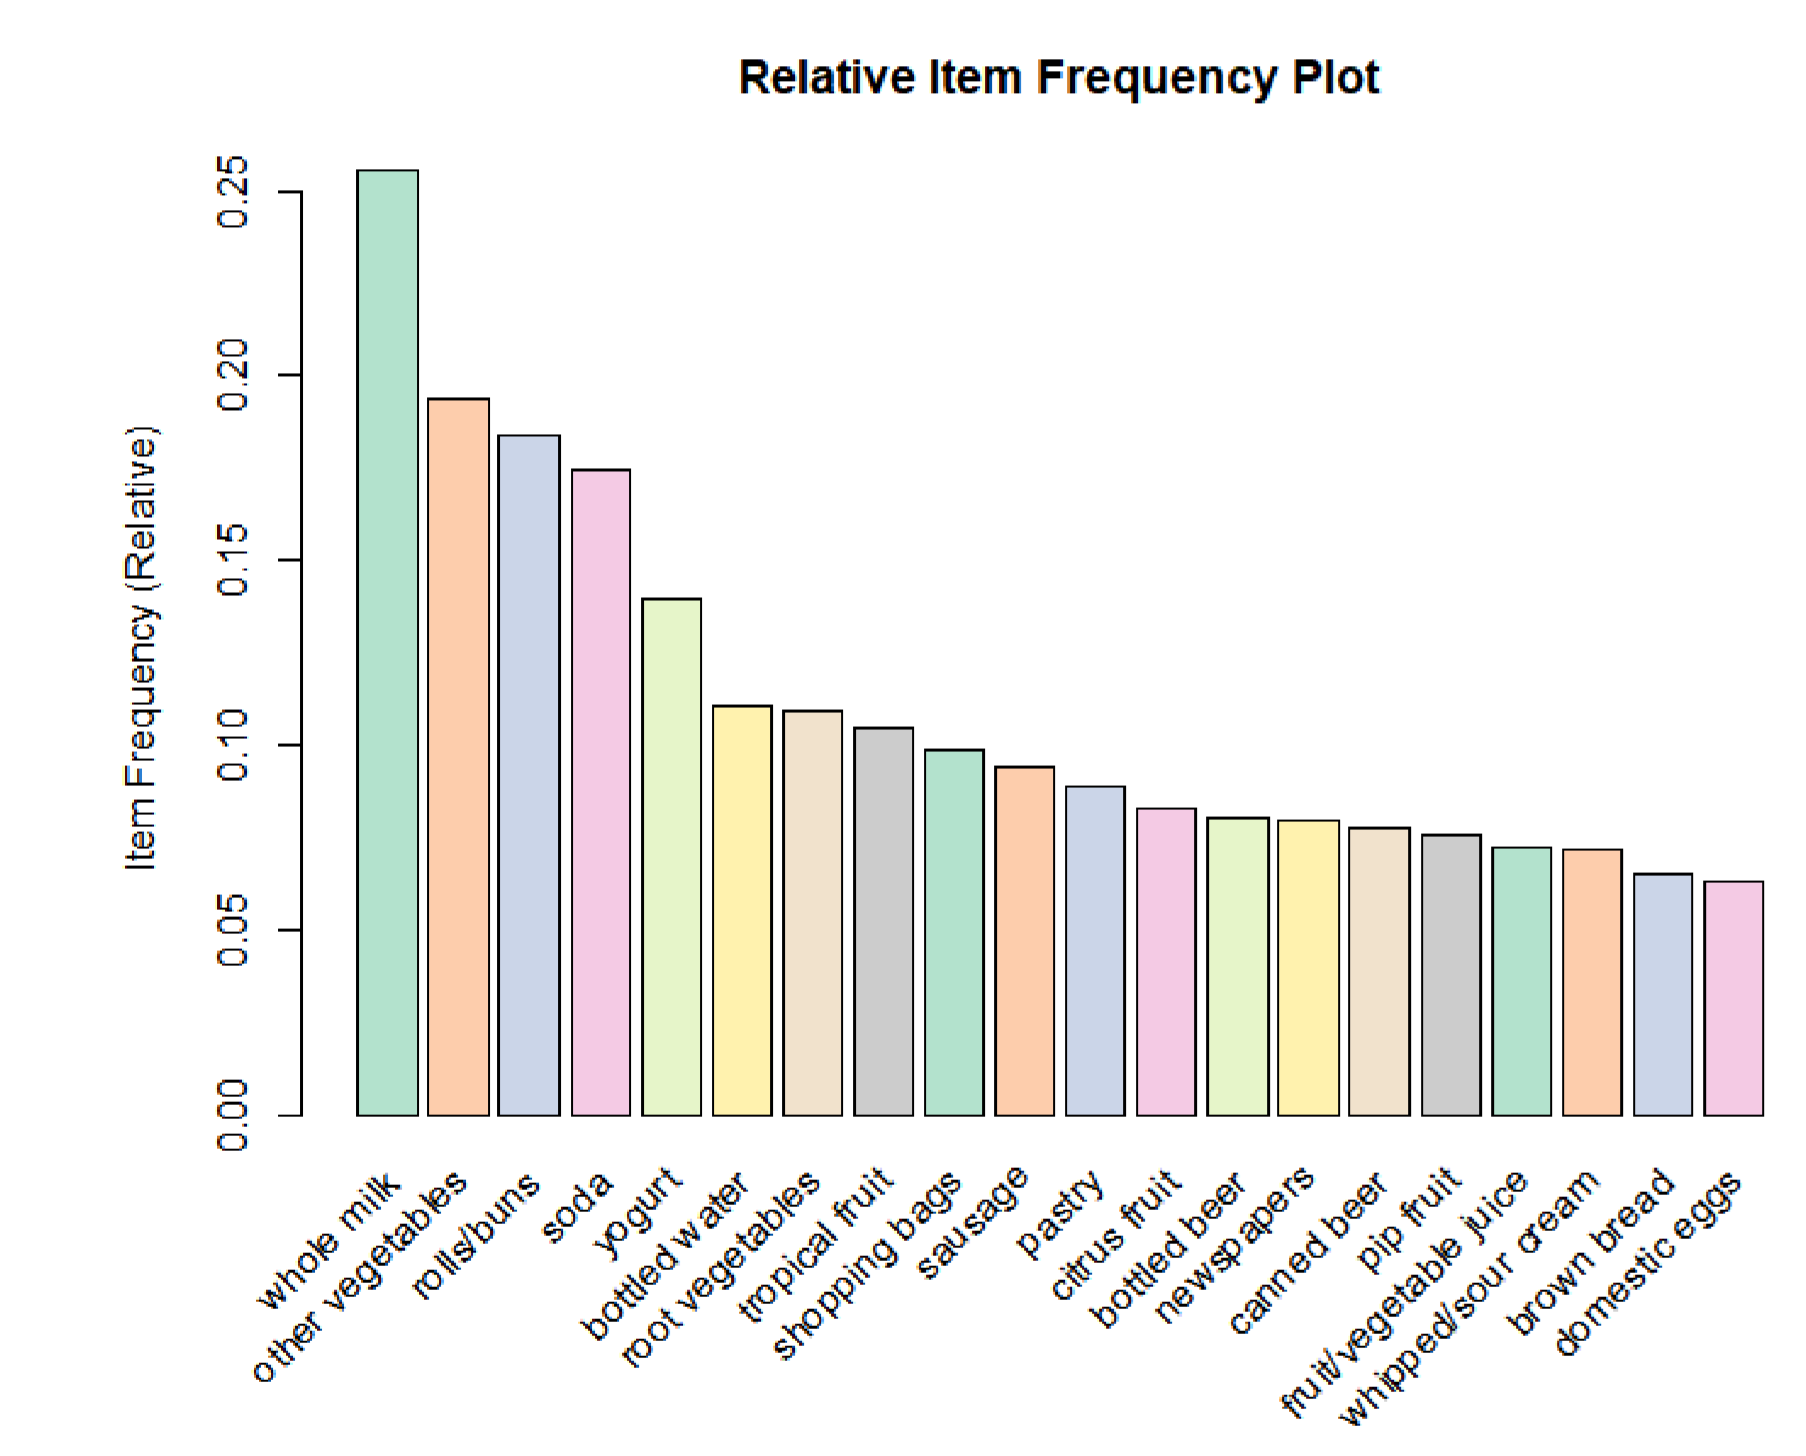 Relative Item Frequency Plot
Item Frequency (Relative)
0.25
0.20
0.15
0.10
0.05
0.00
whole milk
other vegetables
rolls/buns
soda
yogurt
bottled water
root vegetables
tropical fruit
shopping bags
sausage
pastry
citrus fruit
bottled beer
newspapers
canned beer
pip fruit
fruit/vegetable juice
whipped/sour cream
brown bread
domestic eggs